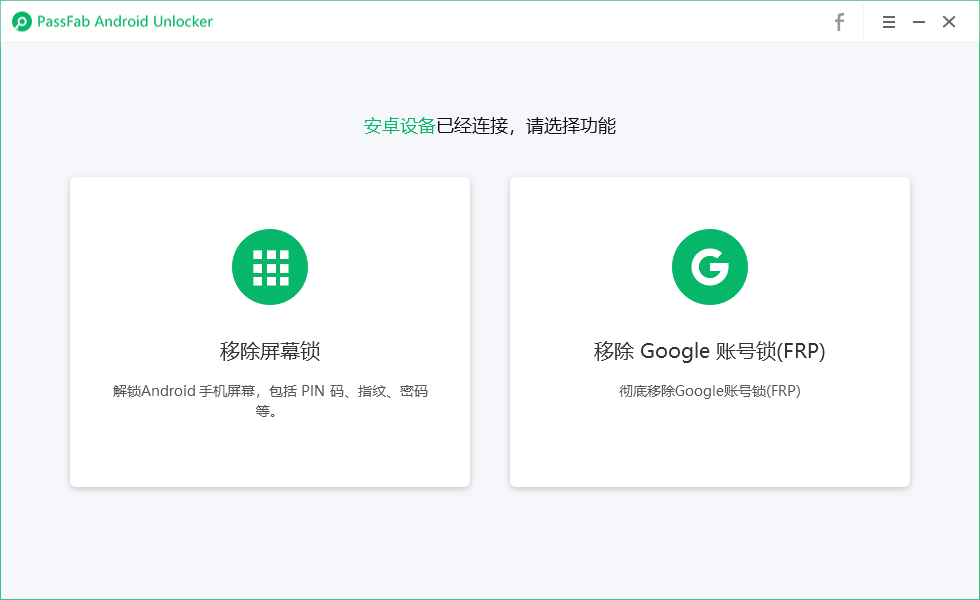 PassFab Android Unlocker
安卓设备已经连接，请选择功能
移除屏幕锁
解锁Android 手机屏幕，包括 PIN 码、指纹、密码
等。
移除 Google 账号锁(FRP)
彻底移除Google账号锁(FRP)